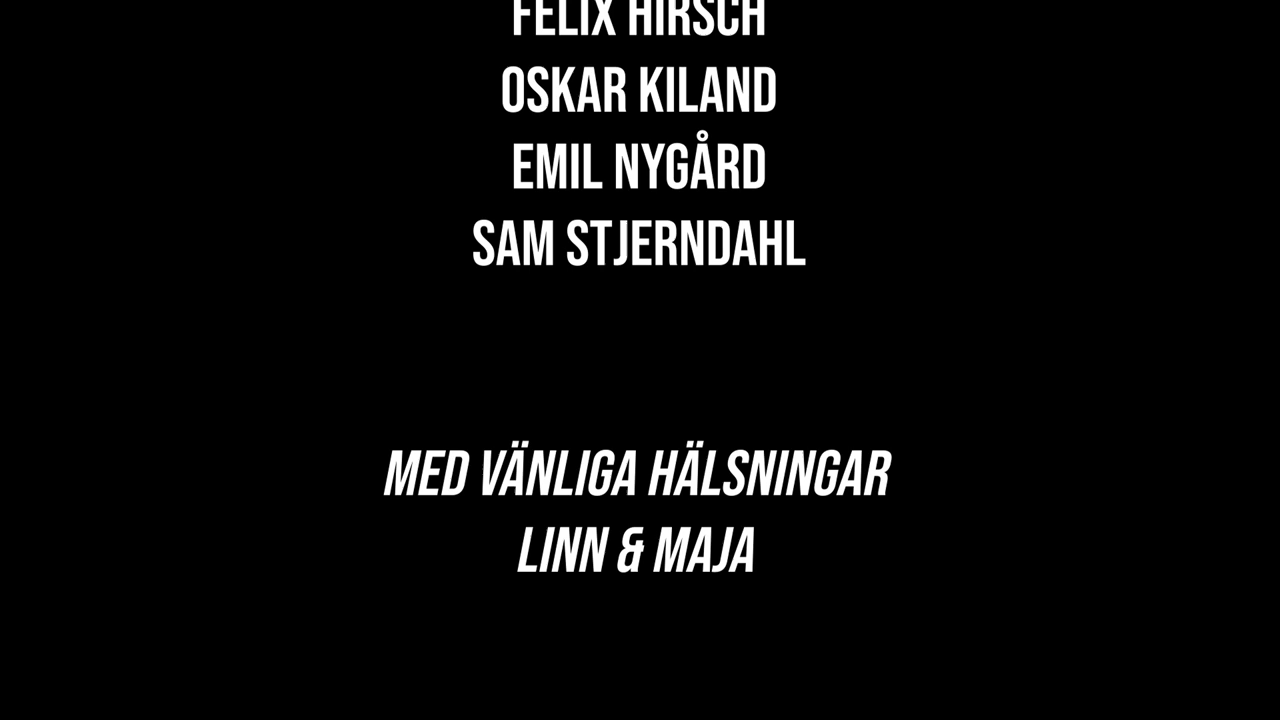 FELIX HIRSCH
OSKAR KILAND
EMIL NYGÅRD
SAM STJERNDAHL
MED VÄNLIGA HÄLSNINGAR
LINN & MAJA